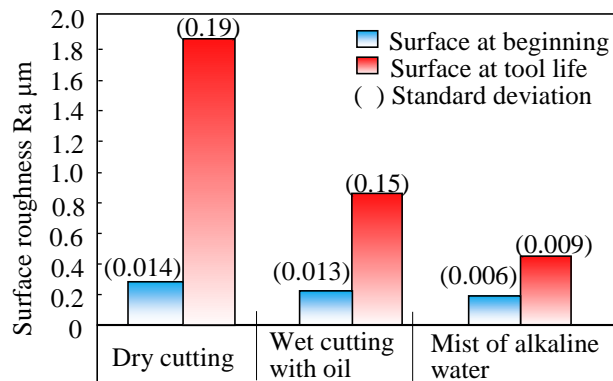 Surface roughness Ra μm
2.0
1.8
1.6
1.4
1.2
1.0
0.8
0.6
0.4
0.2
0
Surface at beginning
Surface at tool life
( ) Standard deviation
(0.014)
(0.19)
(0.013)
(0.15)
(0.006)
(0.009)
Dry cutting
Wet cutting
with oil
Mist of alkaline
water